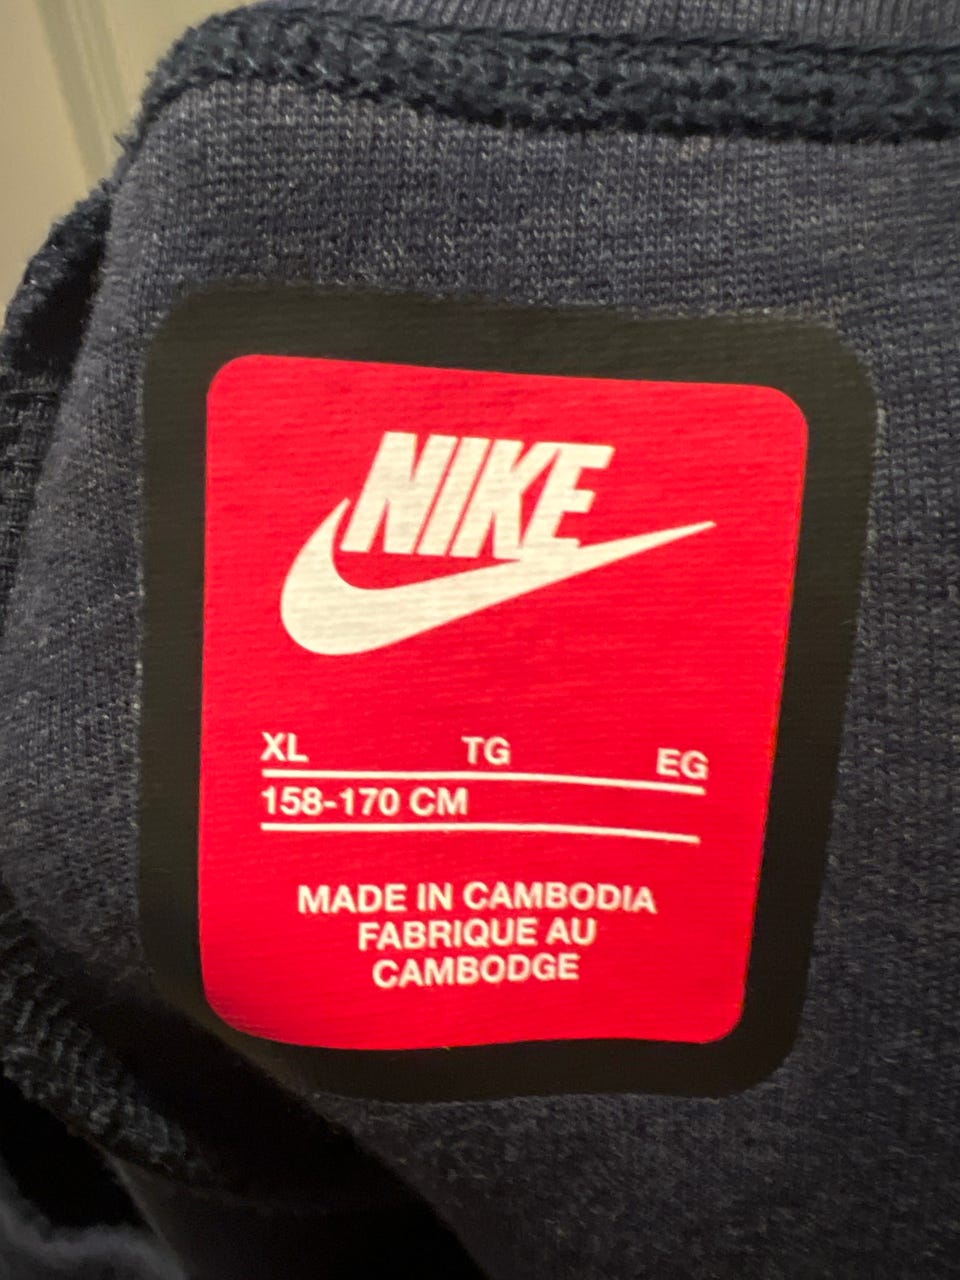 NIKE
XL TG EG
158-170 CM
MADE IN CAMBODIA
FABRIQUE AU
CAMBODGE